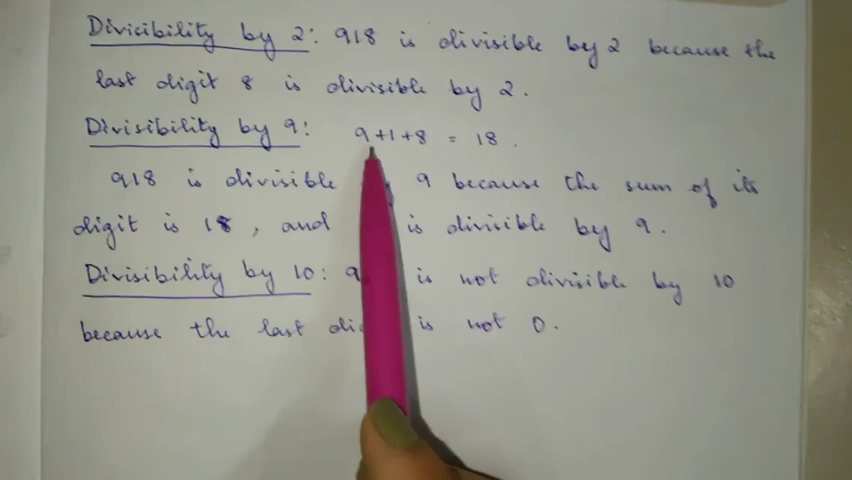 Divicibility by 2: 918 is divisible by 2 because the
last digit 8 is divisible by 2.
Divisibility by 9: 9+1+8 = 18.
918 is divisible 9 because the sum of its
digit is 18, and is divisible by 9.
Divisibility by 10: 9 is not divisible by 10
because the last is not 0.